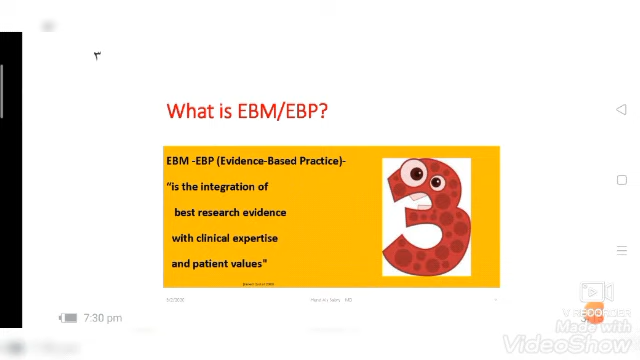 ٣
What is EBM/EBP?
EBM -EBP (Evidence-Based Practice)-
"is the integration of
best research evidence
with clinical expertise
and patient values"
7:30 pm
Made with
VideoShow